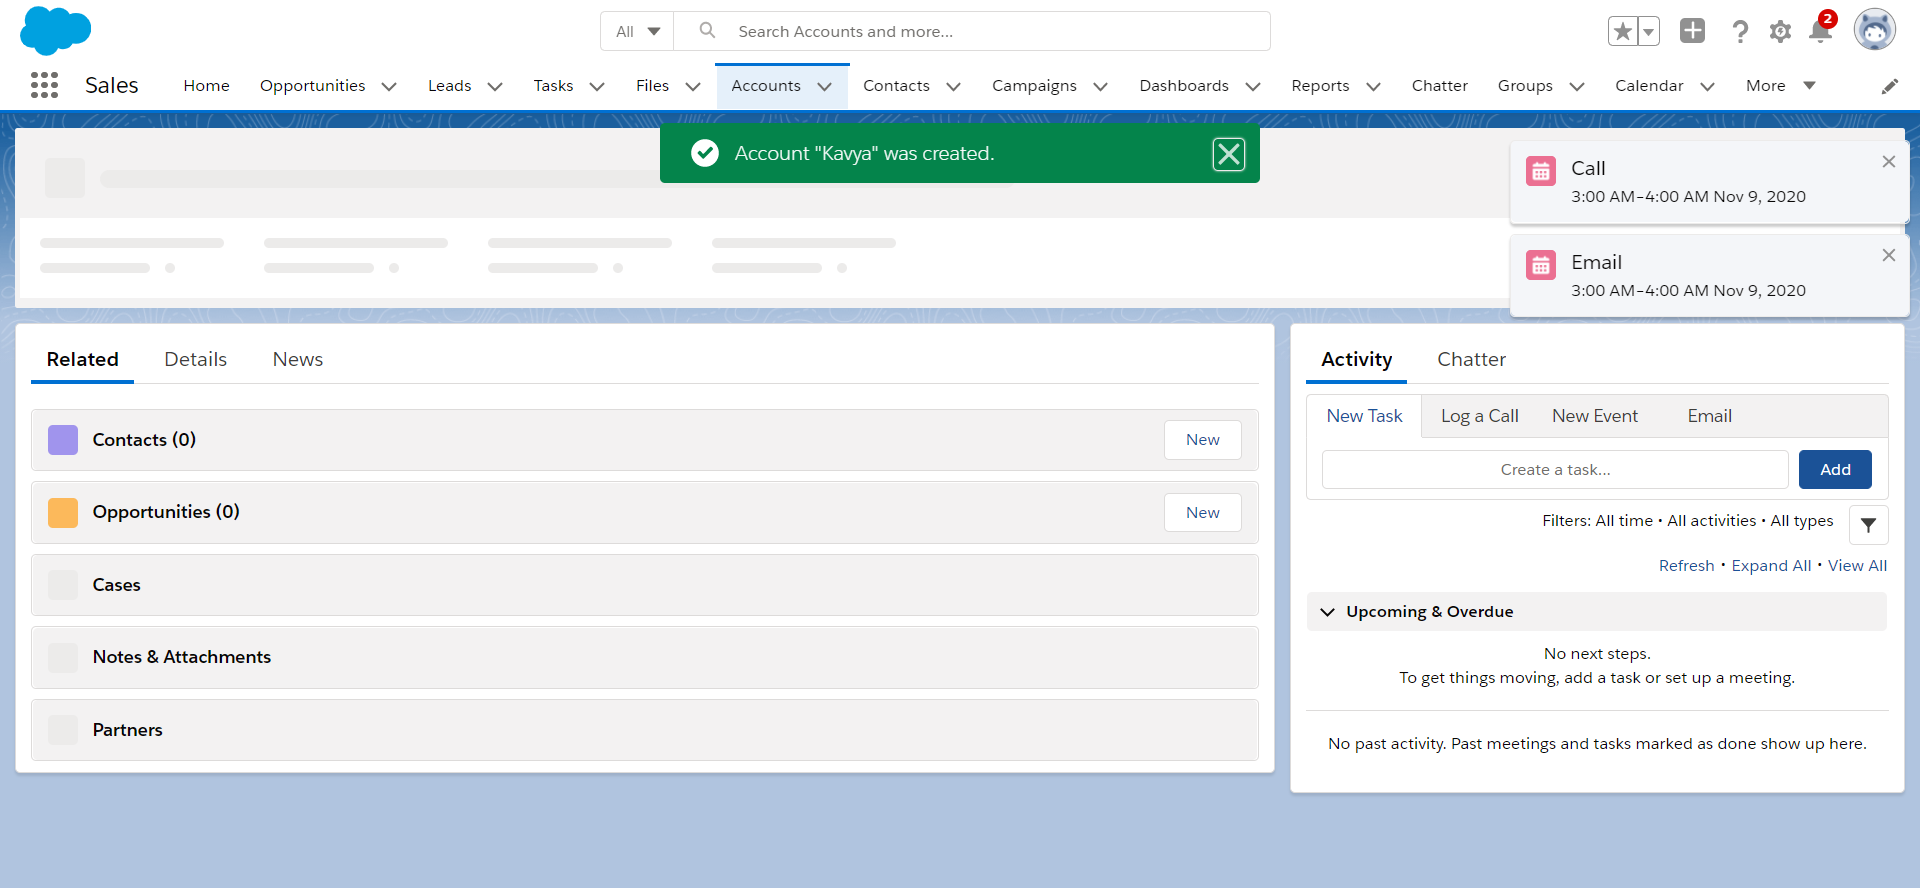 All
Search Accounts and more...
2
Sales
Home
Opportunities
Leads
Tasks
Files
Accounts
Contacts
Campaigns
Dashboards
Reports
Chatter
Groups
Calendar
More
Account "Kavya" was created.
Call
3:00 AM–4:00 AM Nov 9, 2020
Email
3:00 AM–4:00 AM Nov 9, 2020
Related
Details
News
Contacts (0)
New
Opportunities (0)
New
Cases
Notes & Attachments
Partners
Activity
Chatter
New Task
Log a Call
New Event
Email
Create a task...
Add
Filters: All time • All activities • All types
Refresh • Expand All • View All
Upcoming & Overdue
No next steps.
To get things moving, add a task or set up a meeting.
No past activity. Past meetings and tasks marked as done show up here.